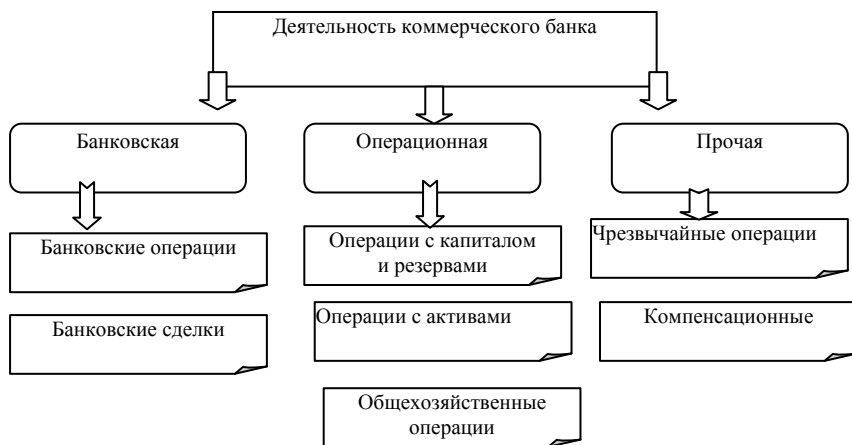 Деятельность коммерческого банка
Банковская
Операционная
Прочая
Банковские операции
Операции с капиталом
и резервами
Чрезвычайные операции
Банковские сделки
Операции с активами
Компенсационные
Общехозяйственные
операции